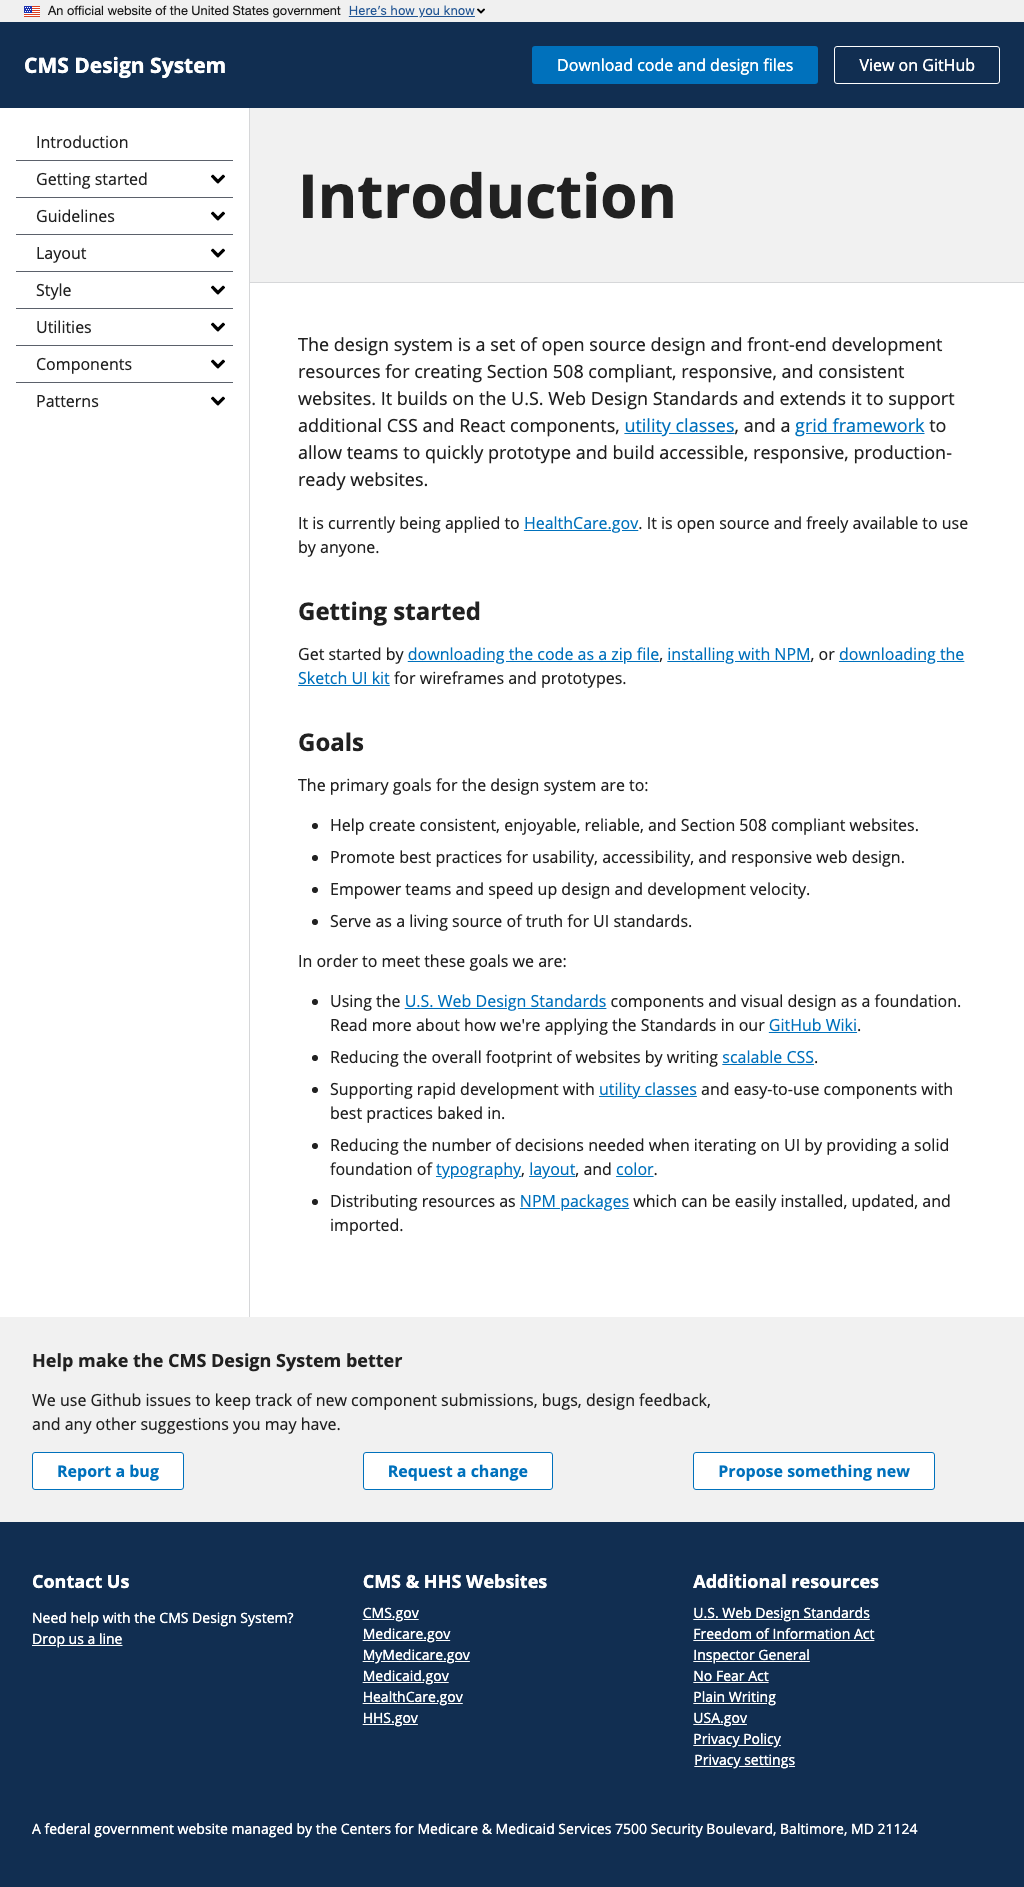 An official website of the United States government Here's how you know
CMS Design System
Download code and design files
View on GitHub
Introduction
Getting started
Guidelines
Layout
Style
Utilities
Components
Patterns
Introduction
The design system is a set of open source design and front-end development
resources for creating Section 508 compliant, responsive, and consistent
websites. It builds on the U.S. Web Design Standards and extends it to support
additional CSS and React components, utility classes, and a grid framework to
allow teams to quickly prototype and build accessible, responsive, production-
ready websites.
It is currently being applied to HealthCare.gov. It is open source and freely available to use
by anyone.
Getting started
Get started by downloading the code as a zip file, installing with NPM, or downloading the
Sketch UI kit for wireframes and prototypes.
Goals
The primary goals for the design system are to:
• Help create consistent, enjoyable, reliable, and Section 508 compliant websites.
• Promote best practices for usability, accessibility, and responsive web design.
• Empower teams and speed up design and development velocity.
• Serve as a living source of truth for UI standards.
In order to meet these goals we are:
• Using the U.S. Web Design Standards components and visual design as a foundation.
Read more about how we're applying the Standards in our GitHub Wiki.
• Reducing the overall footprint of websites by writing scalable CSS.
• Supporting rapid development with utility classes and easy-to-use components with
best practices baked in.
• Reducing the number of decisions needed when iterating on UI by providing a solid
foundation of typography, layout, and color.
• Distributing resources as NPM packages which can be easily installed, updated, and
imported.
Help make the CMS Design System better
We use Github issues to keep track of new component submissions, bugs, design feedback,
and any other suggestions you may have.
Report a bug
Request a change
Propose something new
Contact Us
Need help with the CMS Design System?
Drop us a line
CMS & HHS Websites
CMS.gov
Medicare.gov
MyMedicare.gov
Medicaid.gov
HealthCare.gov
HHS.gov
Additional resources
U.S. Web Design Standards
Freedom of Information Act
Inspector General
No Fear Act
Plain Writing
USA.gov
Privacy Policy
Privacy settings
A federal government website managed by the Centers for Medicare & Medicaid Services 7500 Security Boulevard, Baltimore, MD 21124